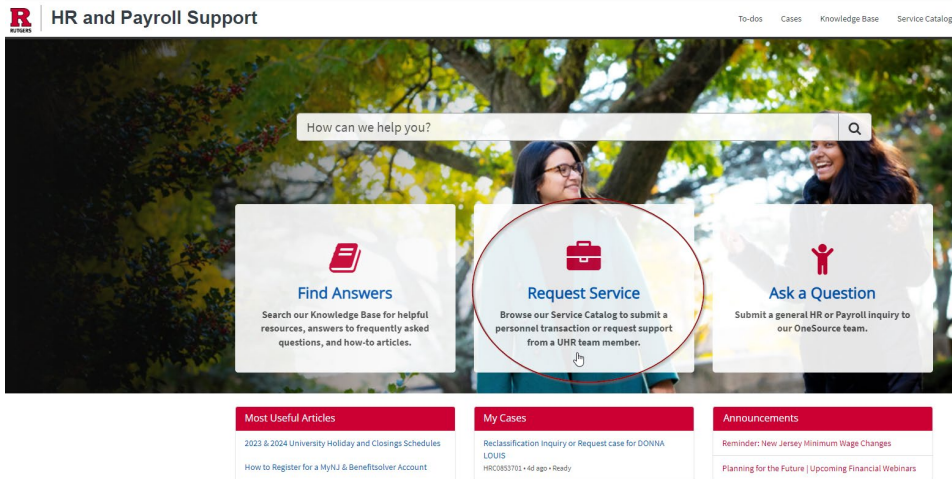 R
RUTGERS
HR and Payroll Support
To-dos Cases Knowledge Base Service Catalog
How can we help you?
Find Answers
Search our Knowledge Base for helpful
resources, answers to frequently asked
questions, and how-to articles.
Request Service
Browse our Service Catalog to submit a
personnel transaction or request support
from a UHR team member.
Ask a Question
Submit a general HR or Payroll inquiry to
our OneSource team.
Most Useful Articles
2023 & 2024 University Holiday and Closings Schedules
How to Register for a MyNJ & Benefitsolver Account
My Cases
Reclassification Inquiry or Request case for DONNA
LOUIS
HRC0853701 • 4d ago • Ready
Announcements
Reminder: New Jersey Minimum Wage Changes
Planning for the Future | Upcoming Financial Webinars